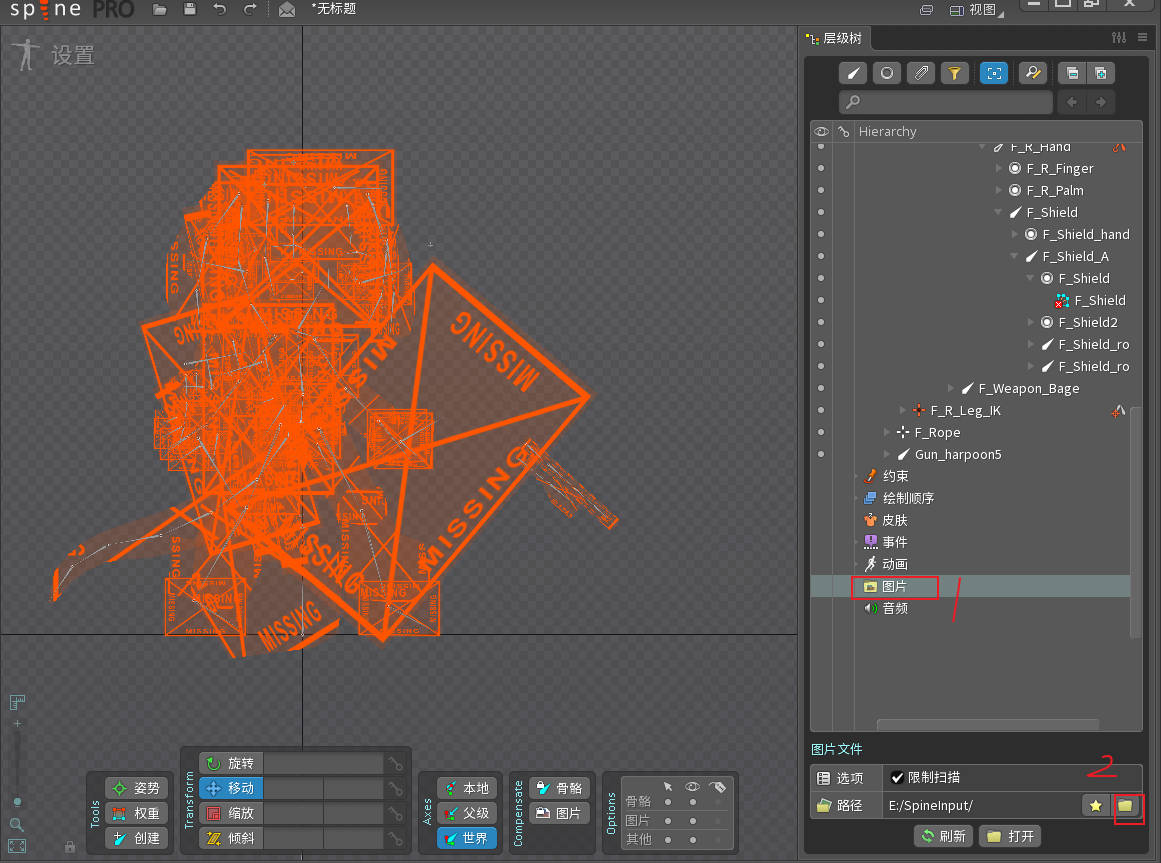 spine PRO
*无标题
视图
设置
层级树
Hierarchy
F_R_Hand
F_R_Finger
F_R_Palm
F_Shield
F_Shield_hand
F_Shield_A
F_Shield
F_Shield
F_Shield2
F_Shield_ro
F_Shield_ro
F_Weapon_Bage
F_R_Leg_IK
F_Rope
Gun_harpoon5
约束
绘制顺序
皮肤
事件
动画
图片
音频
1
MISSING
MISSING
MISSING
MISSING
MISSING
MISSING
图片文件
2
选项
限制扫描
路径
E:/SpineInput/
刷新
打开
Tools
姿势
权重
创建
Transform
旋转
移动
缩放
倾斜
Axes
本地
父级
世界
Compensate
骨骼
图片
Options
骨骼
图片
其他